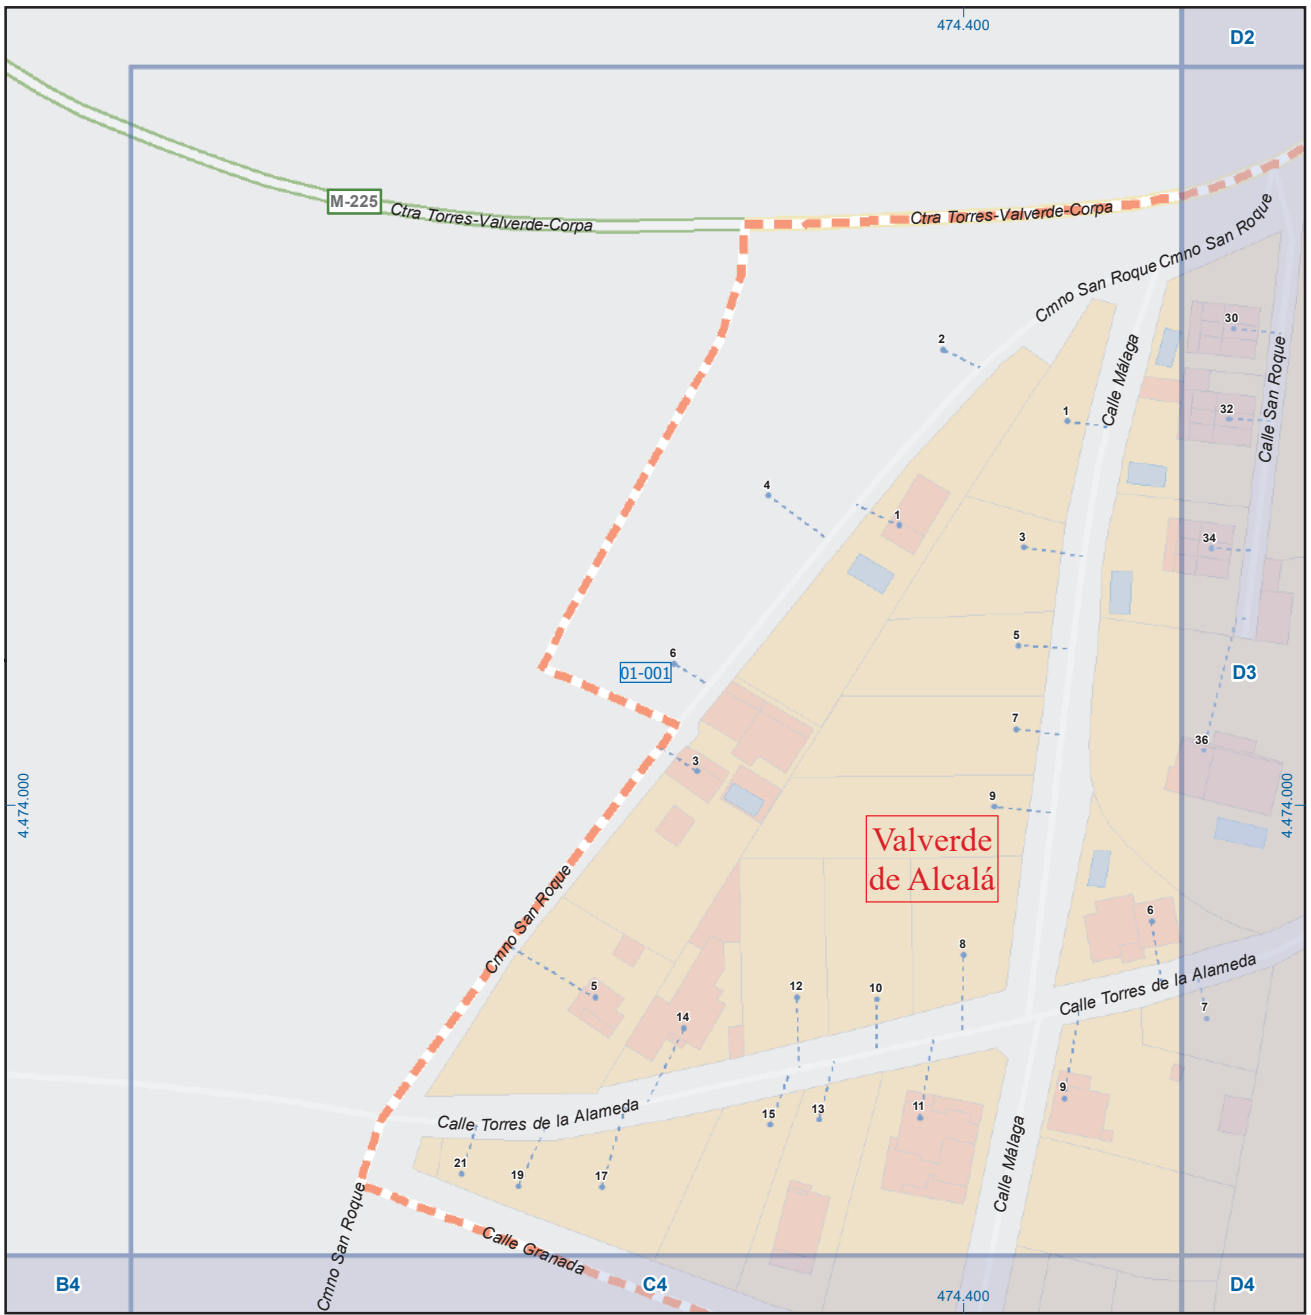 474.400
D2
M-225
Ctra Torres-Valverde-Corpa
Ctra Torres-Valverde-Corpa
Cmno San Roque
Cmno San Roque
30
2
Calle Málaga
Calle San Roque
1
32
4
1
3
34
5
6
01-001
D3
7
36
3
4.474.000
9
4.474.000
Valverde
de Alcalá
Cmno San Roque
6
8
5
12
10
Calle Torres de la Alameda
14
7
9
Calle Torres de la Alameda
15
13
11
Calle Málaga
21
19
17
Cmno San Roque
Calle Granada
B4
C4
474.400
D4